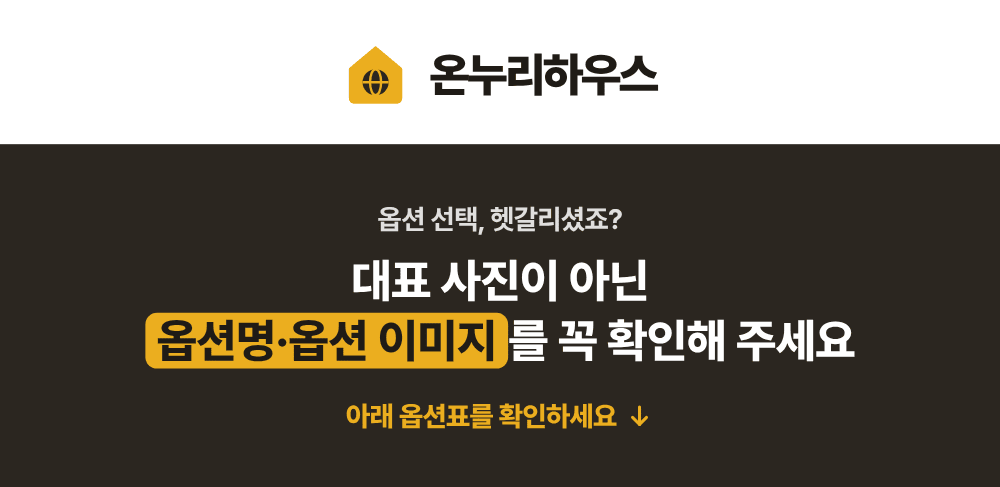 온누리하우스
옵션 선택, 헷갈리셨죠?
대표 사진이 아닌
옵션명·옵션 이미지를 꼭 확인해 주세요
아래 옵션표를 확인하세요 ↓